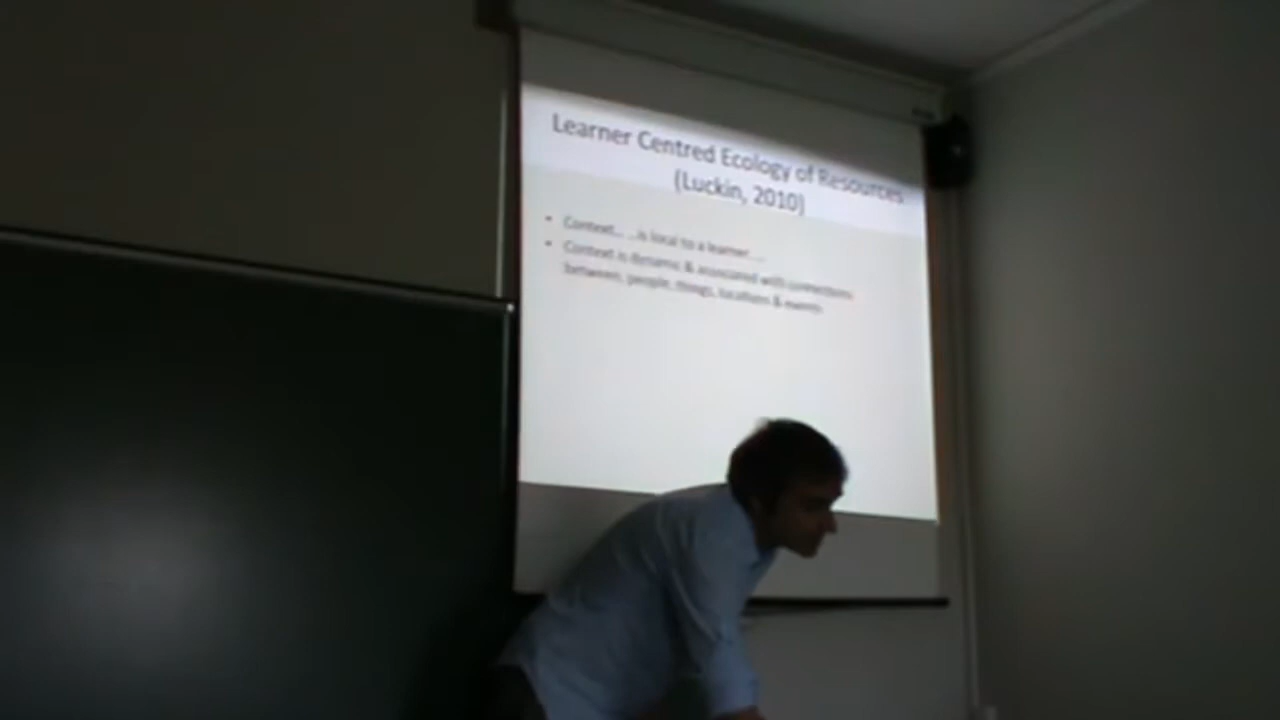 Learner Centred Ecology of Resources
(Luckin, 2010)
• Context... ...is local to a learner....
• Context is dynamic & associated with connections
between, people, things, locations & events